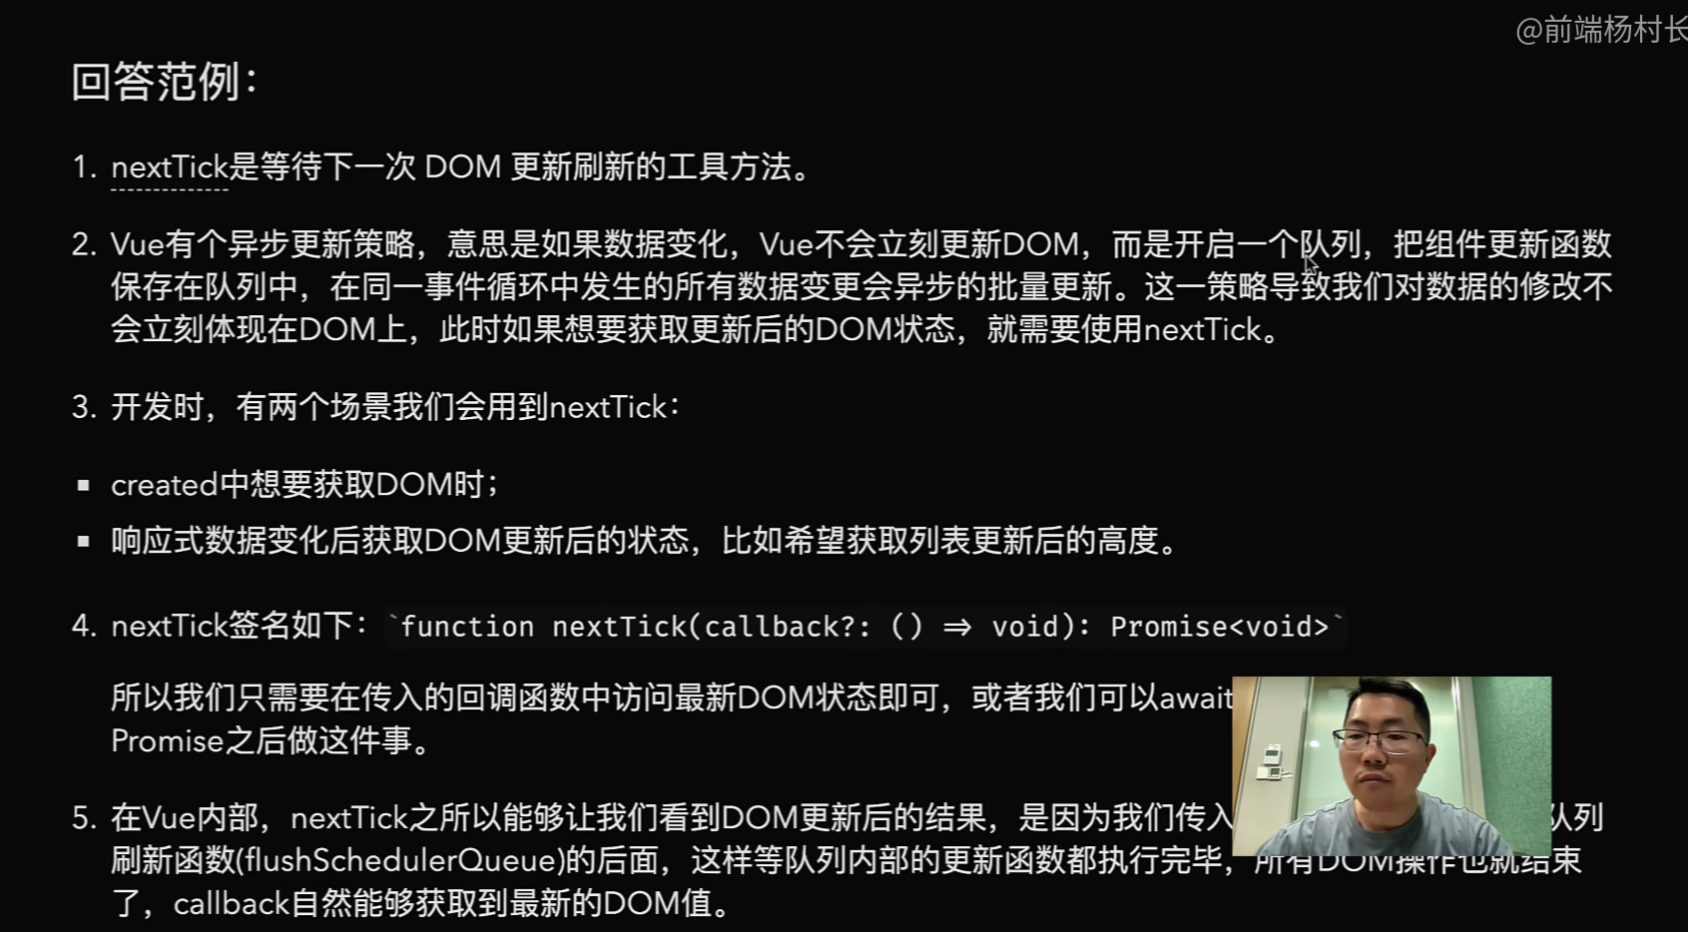 @前端杨村长
回答范例：
1. nextTick是等待下一次 DOM 更新刷新的工具方法。
2. Vue有个异步更新策略，意思是如果数据变化，Vue不会立刻更新DOM，而是开启一个队列，把组件更新函数
保存在队列中，在同一事件循环中发生的所有数据变更会异步的批量更新。这一策略导致我们对数据的修改不
会立刻体现在DOM上，此时如果想要获取更新后的DOM状态，就需要使用nextTick。
3. 开发时，有两个场景我们会用到nextTick：
▪ created中想要获取DOM时；
▪ 响应式数据变化后获取DOM更新后的状态，比如希望获取列表更新后的高度。
4. nextTick签名如下：`function nextTick(callback?: () => void): Promise<void>`
所以我们只需要在传入的回调函数中访问最新DOM状态即可，或者我们可以await
Promise之后做这件事。
5. 在Vue内部，nextTick之所以能够让我们看到DOM更新后的结果，是因为我们传入 队列
刷新函数(flushSchedulerQueue)的后面，这样等队列内部的更新函数都执行完毕，所有DOM操作也就结束
了，callback自然能够获取到最新的DOM值。